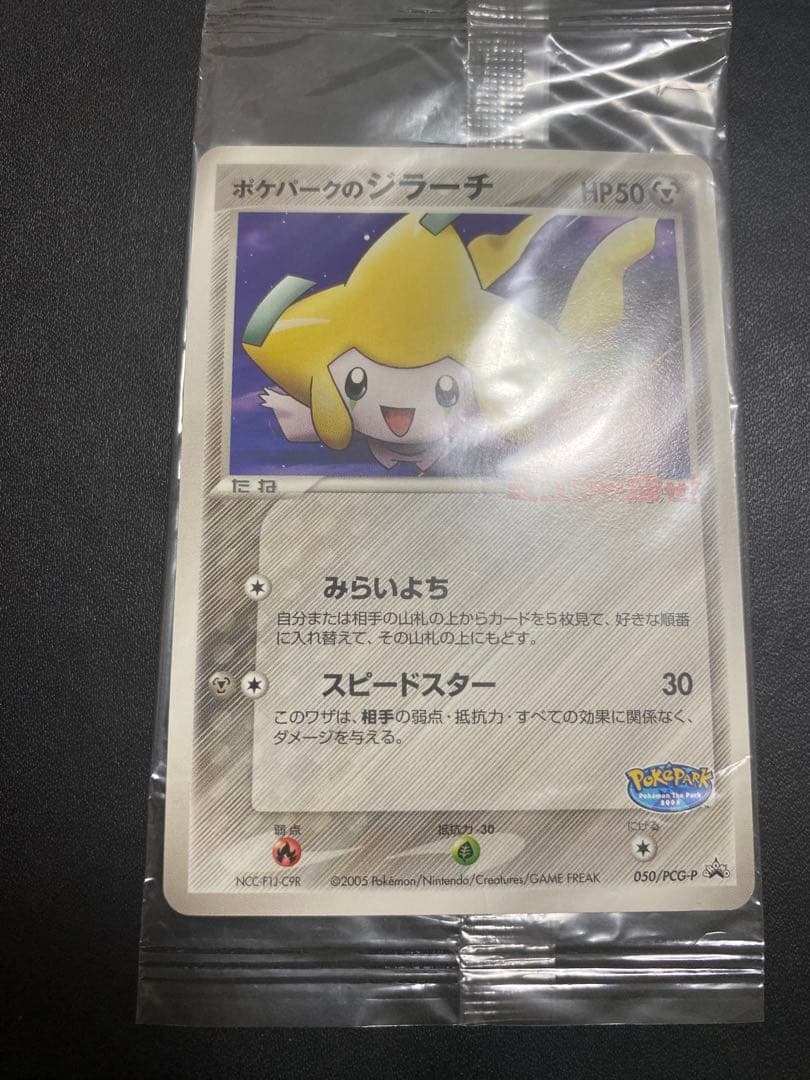 ポケパークのジラーチ HP50
たね
みらいよち
自分または相手の山札の上からカードを5枚見て、好きな順番
に入れ替えて、その山札の上にもどす。
スピードスター 30
このワザは、相手の弱点・抵抗力・すべての効果に関係なく、
ダメージを与える。
POKéPARK
Pokémon The Park
2005
弱点 抵抗力 -30 にげる
NCC-F1J-C9R ©2005 Pokémon/Nintendo/Creatures/GAME FREAK 050/PCG-P